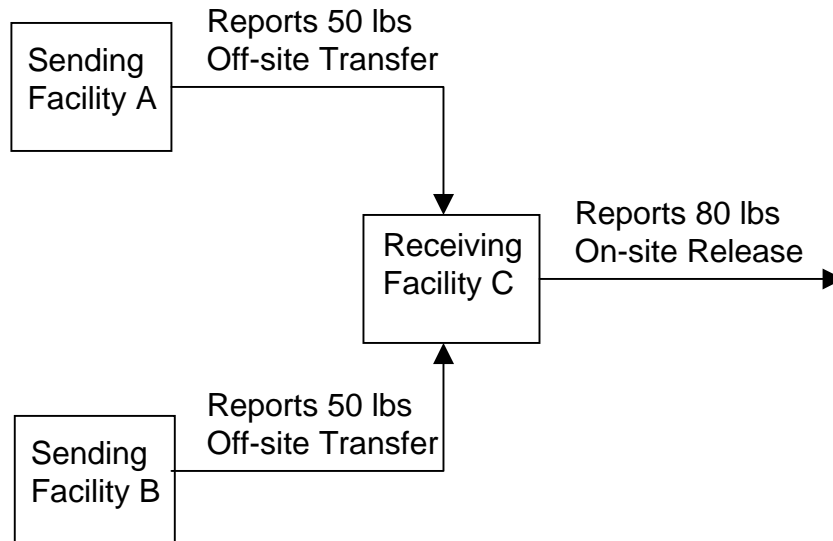 Reports 50 lbs
Off-site Transfer
Sending
Facility A
Reports 80 lbs
On-site Release
Receiving
Facility C
Reports 50 lbs
Off-site Transfer
Sending
Facility B